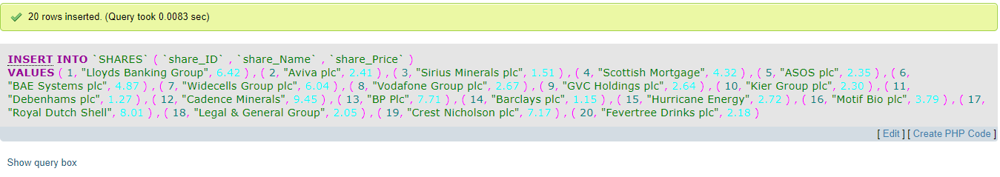 20 rows inserted. (Query took 0.0083 sec)
INSERT INTO `SHARES` ( `share_ID` , `share_Name` , `share_Price` )
VALUES ( 1, "Lloyds Banking Group", 6.42 ) , ( 2, "Aviva plc", 2.41 ) , ( 3, "Sirius Minerals plc", 1.51 ) , ( 4, "Scottish Mortgage", 4.32 ) , ( 5, "ASOS plc", 2.35 ) , ( 6,
"BAE Systems plc", 4.87 ) , ( 7, "Widecells Group plc", 6.04 ) , ( 8, "Vodafone Group plc", 2.67 ) , ( 9, "GVC Holdings plc", 2.64 ) , ( 10, "Kier Group plc", 2.30 ) , ( 11,
"Debenhams plc", 1.27 ) , ( 12, "Cadence Minerals", 9.45 ) , ( 13, "BP Plc", 7.71 ) , ( 14, "Barclays plc", 1.15 ) , ( 15, "Hurricane Energy", 2.72 ) , ( 16, "Motif Bio plc", 3.79 ) , ( 17,
"Royal Dutch Shell", 8.01 ) , ( 18, "Legal & General Group", 2.05 ) , ( 19, "Crest Nicholson plc", 7.17 ) , ( 20, "Fevertree Drinks plc", 2.18 )
[ Edit ] [ Create PHP Code ]
Show query box